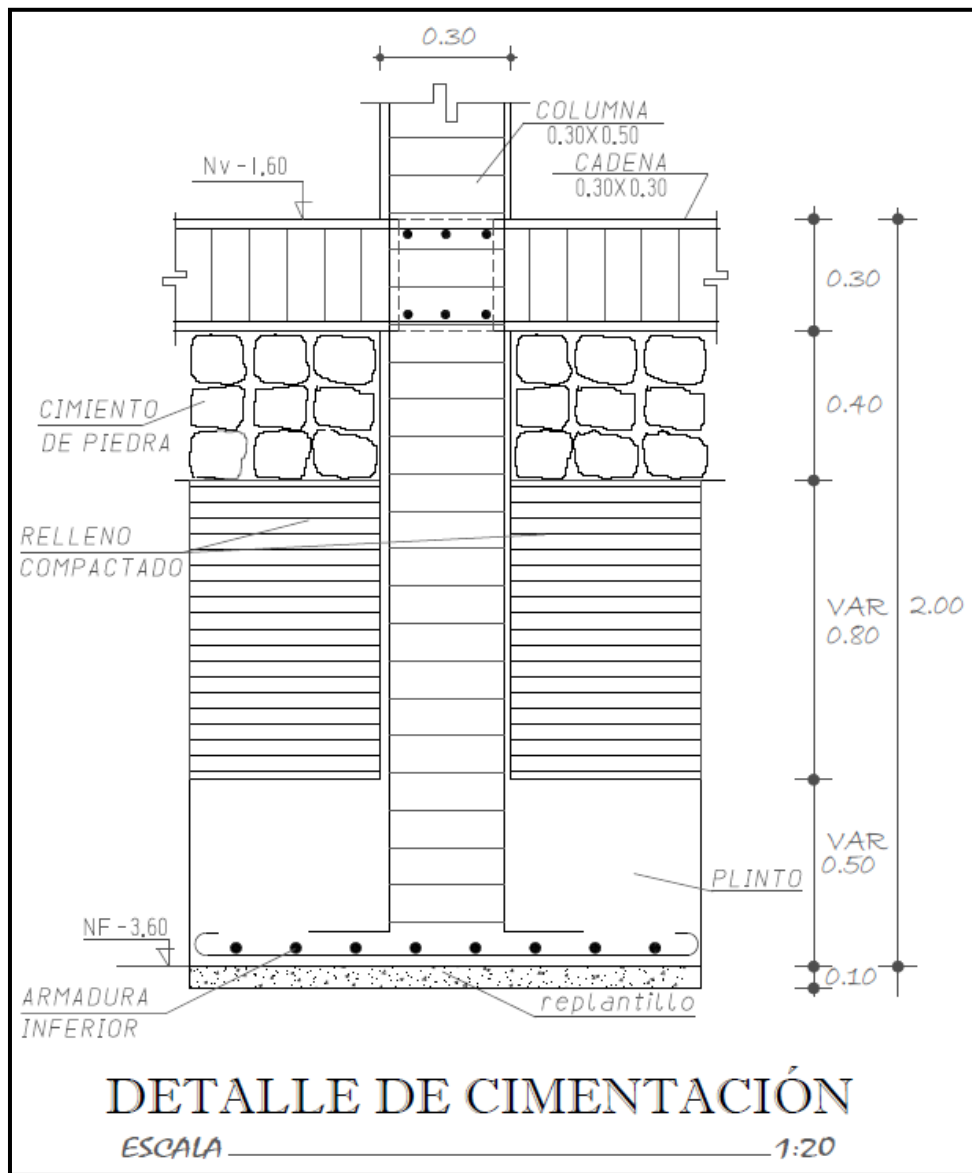 0.30
COLUMNA
0.30X0.50
CADENA
0.30X0.30
Nv -1.60
0.30
CIMIENTO
DE PIEDRA
0.40
RELLENO
COMPACTADO
VAR
0.80
2.00
VAR
0.50
PLINTO
NF -3.60
0.10
ARMADURA
INFERIOR
replantillo
DETALLE DE CIMENTACIÓN
ESCALA 1:20